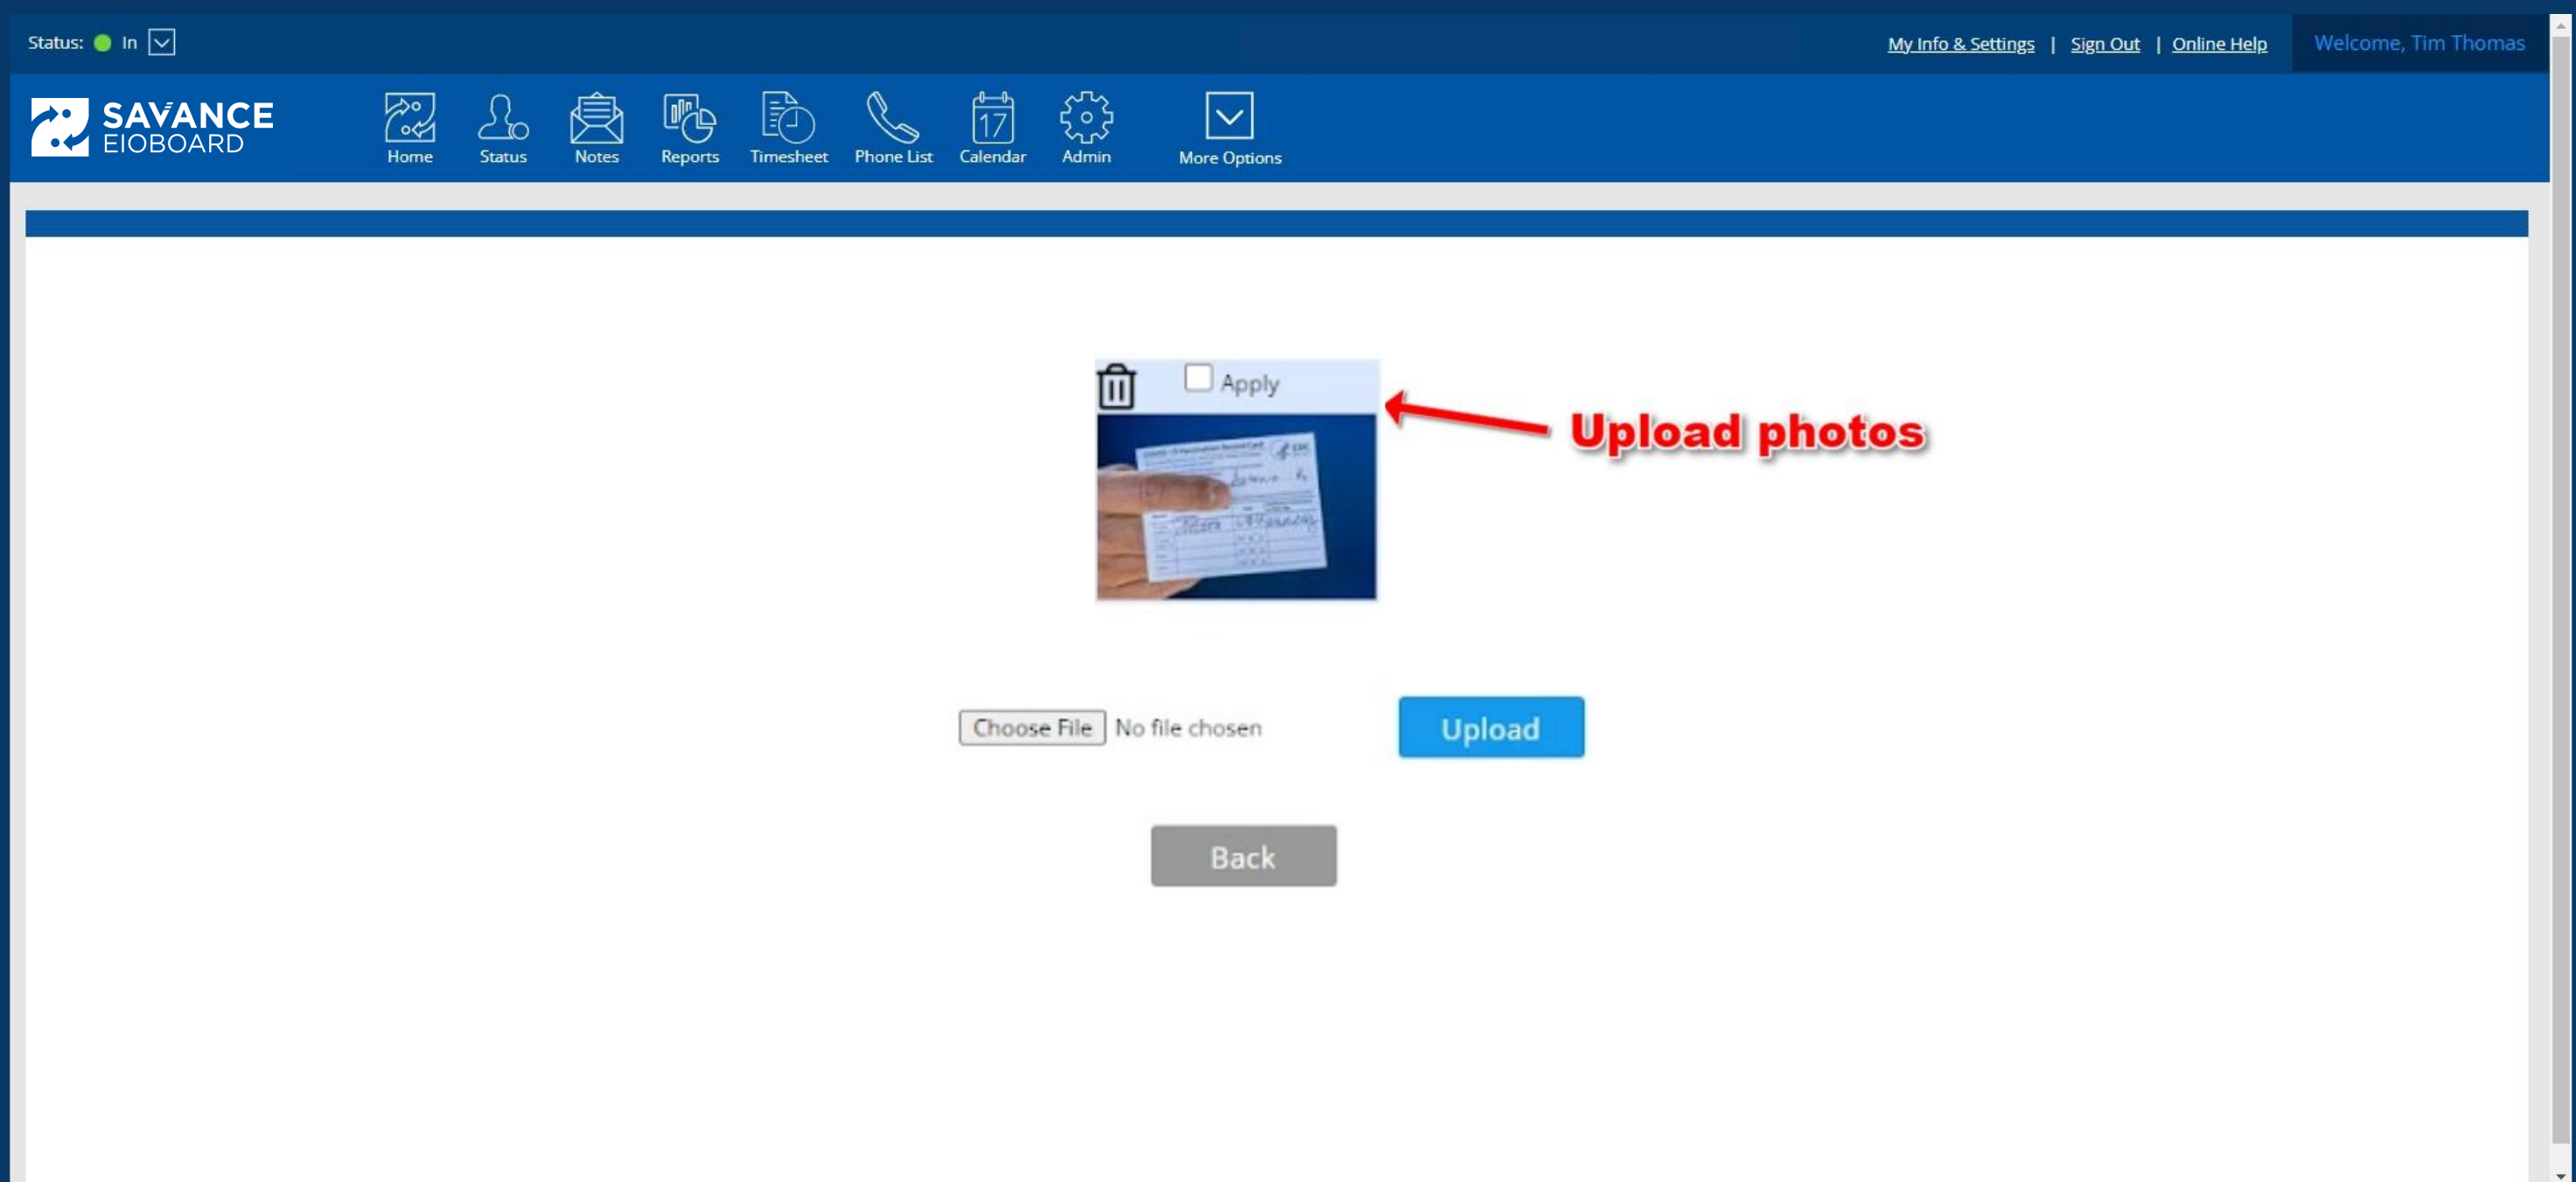 Status: In
My Info & Settings | Sign Out | Online Help
Welcome, Tim Thomas
SAVANCE
EIOBOARD
Home
Status
Notes
Reports
Timesheet
Phone List
17
Calendar
Admin
More Options
Apply
Upload photos
Choose File No file chosen
Upload
Back